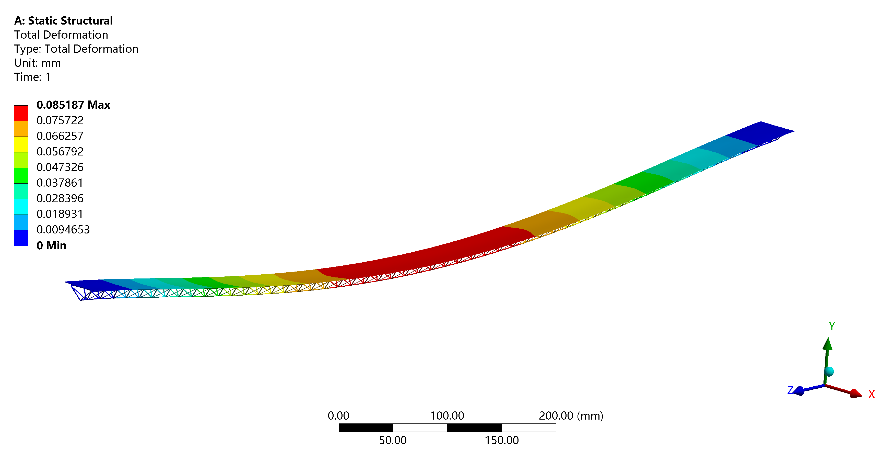 A: Static Structural
Total Deformation
Type: Total Deformation
Unit: mm
Time: 1
0.085187 Max
0.075722
0.066257
0.056792
0.047326
0.037861
0.028396
0.018931
0.0094653
0 Min
Y
Z
X
0.00 100.00 200.00 (mm)
50.00 150.00